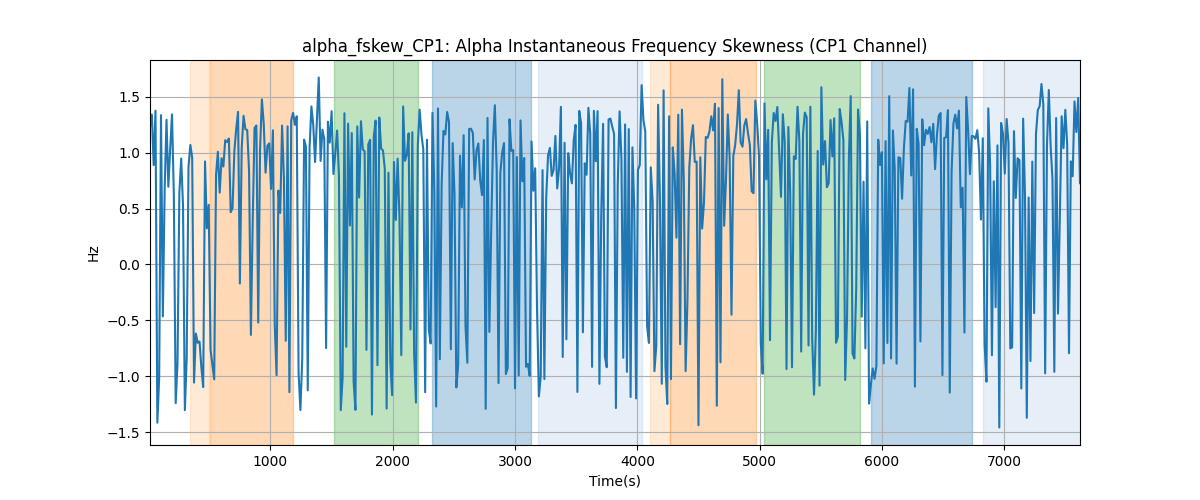 alpha_fskew_CP1: Alpha Instantaneous Frequency Skewness (CP1 Channel)
Hz
1.5
1.0
0.5
0.0
−0.5
−1.0
−1.5
1000 2000 3000 4000 5000 6000 7000
Time(s)